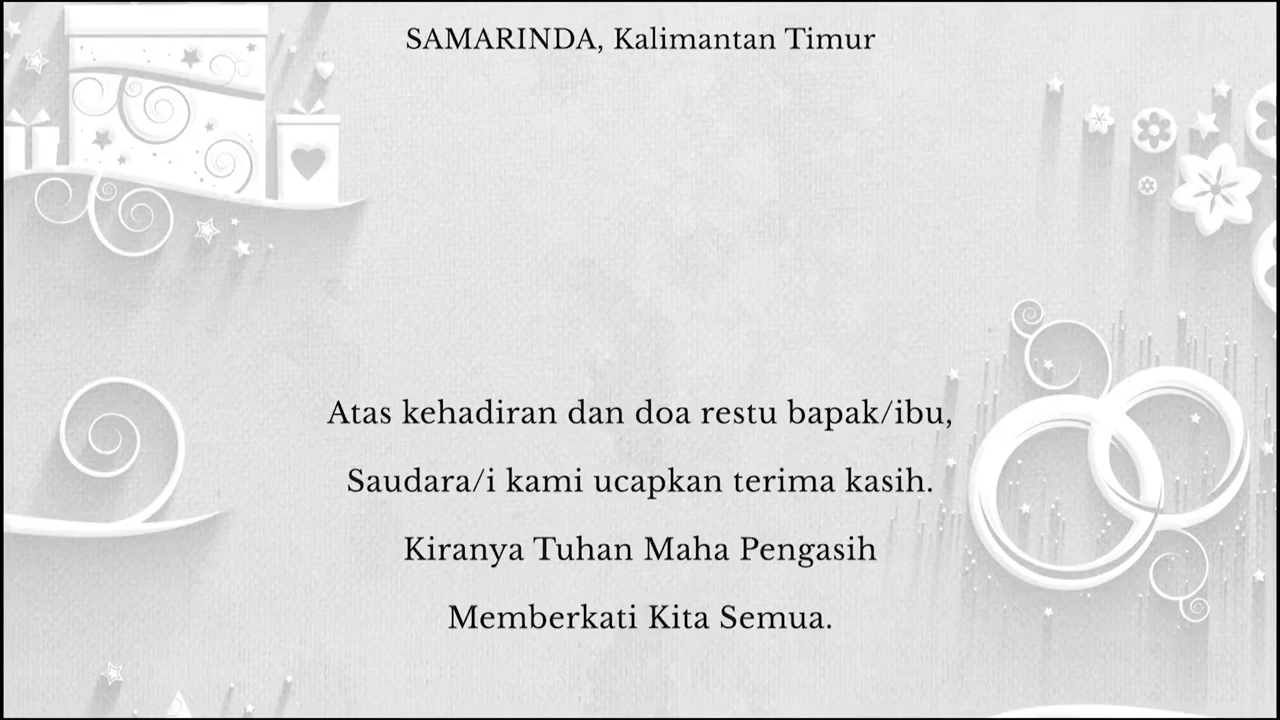 SAMARINDA, Kalimantan Timur
Atas kehadiran dan doa restu bapak/ibu,
Saudara/i kami ucapkan terima kasih.
Kiranya Tuhan Maha Pengasih
Memberkati Kita Semua.